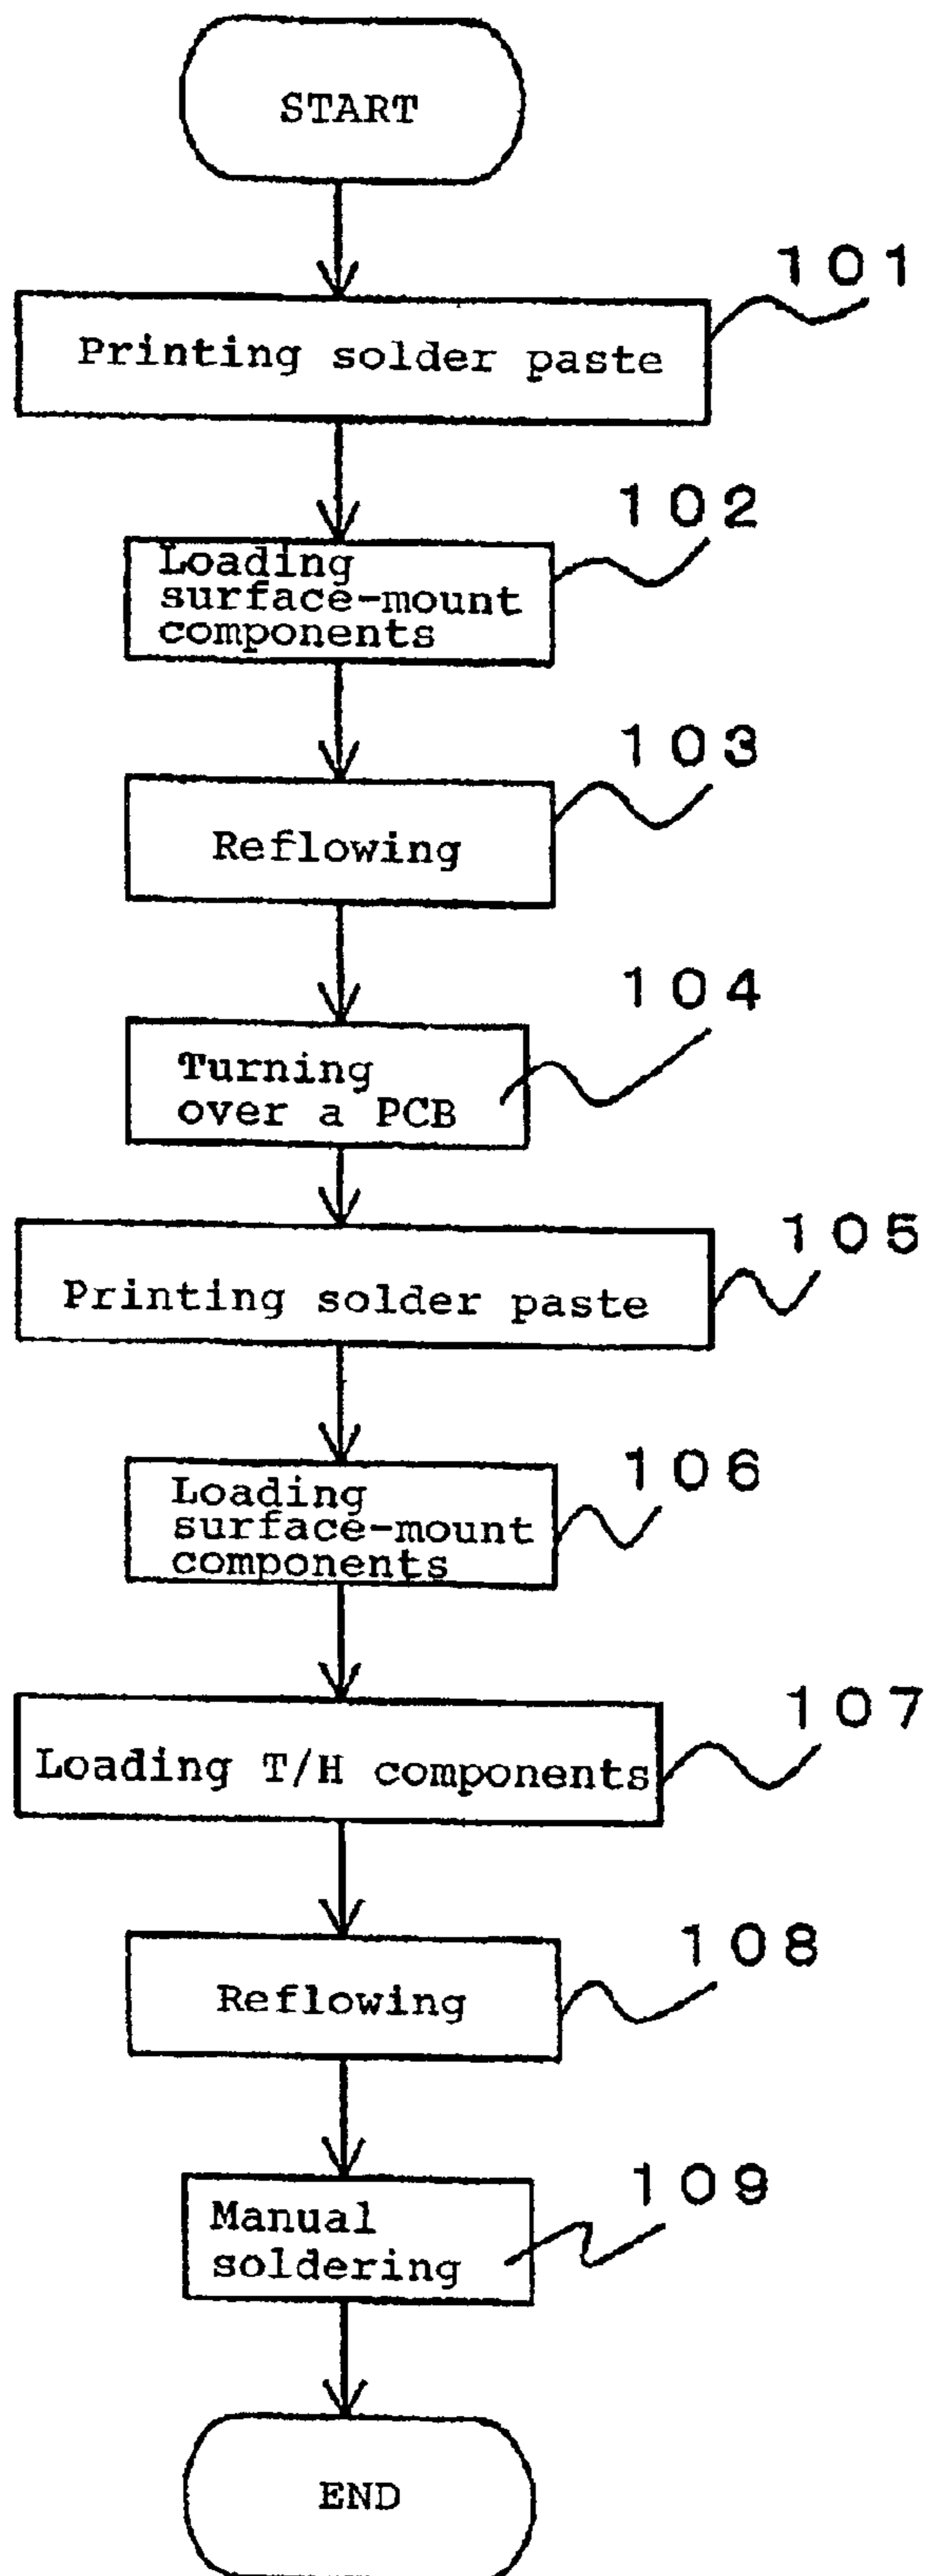 START
101
Printing solder paste
102
Loading
surface-mount
components
103
Reflowing
104
Turning
over a PCB
105
Printing solder paste
106
Loading
surface-mount
components
107
Loading T/H components
108
Reflowing
109
Manual
soldering
END